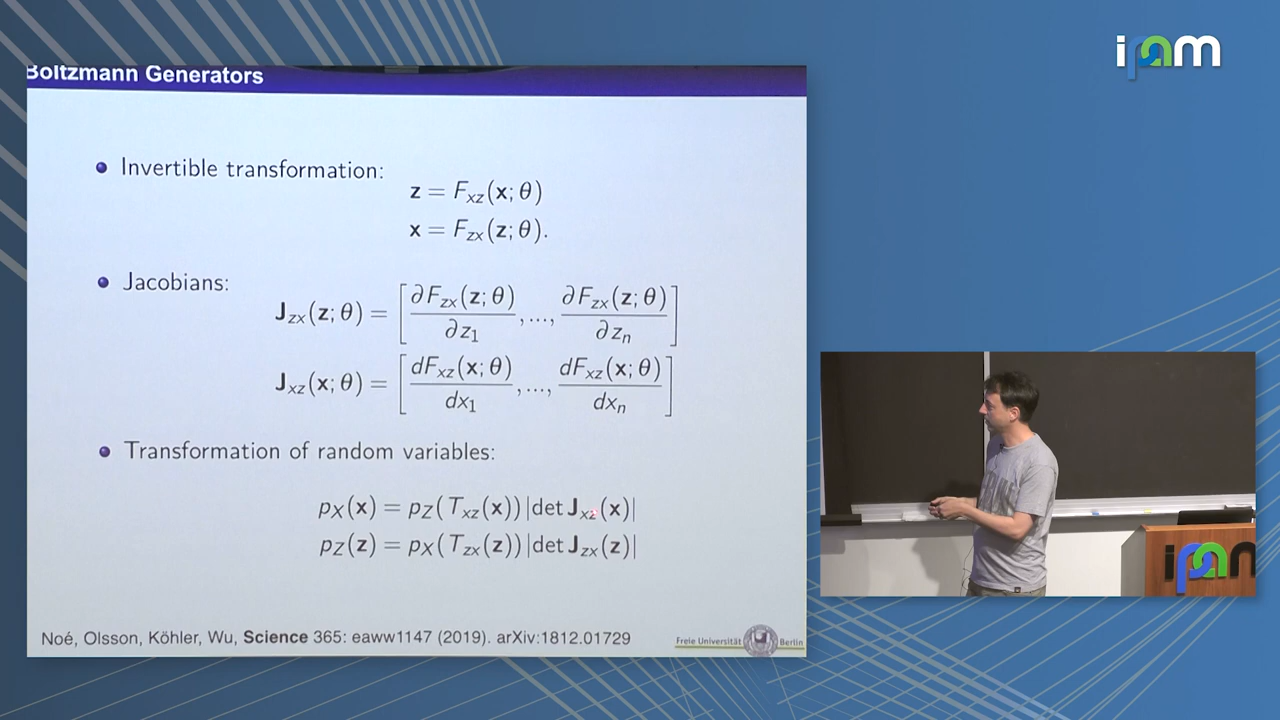 Boltzmann Generators
ipam
Invertible transformation:
z = F_xz(x; θ)
x = F_zx(z; θ).
Jacobians:
J_zx(z; θ) = [∂F_zx(z; θ)/∂z_1, ..., ∂F_zx(z; θ)/∂z_n]
J_xz(x; θ) = [dF_xz(x; θ)/dx_1, ..., dF_xz(x; θ)/dx_n]
Transformation of random variables:
p_X(x) = p_Z(T_xz(x)) |det J_xz(x)|
p_Z(z) = p_X(T_zx(z)) |det J_zx(z)|
Noé, Olsson, Köhler, Wu, Science 365: eaww1147 (2019). arXiv:1812.01729
Freie Universität Berlin
ipam